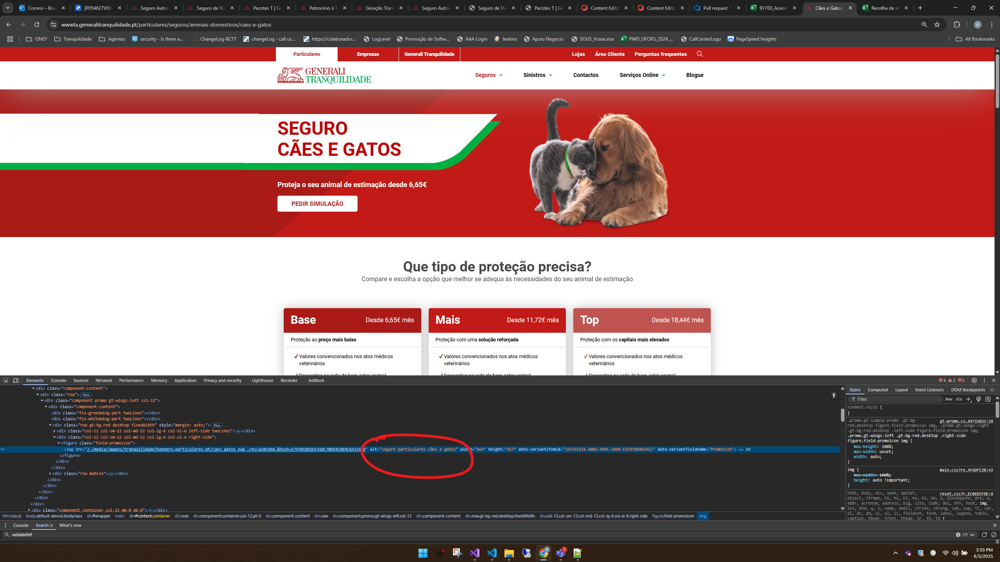 Correio – Brun
[P054627V00-
Seguro Auton
Seguro de Via
Pacotes T | Ge
Patrocínio à Ta
Geração Tranq
Seguro Auton
Seguro de Via
Pacotes T | Ge
Content Edito
Content Edito
Pull request 1
91703_Acessi
Cães e Gatos
Recolha de ev
wwwta.generalitranquilidade.pt/particulares/seguros/animais-domesticos/caes-e-gatos
B
ONEY
Tranquilidade
Agentes
security - Is there a...
ChangeLog-BCTT
changeLog - call ce...
https://colaborador...
LogLevel
Promoção de Softw...
AAA Login
Jenkins
Apoio Negocio
SOUS_Horas.xlsx
PWD_UFORS_2024_...
CallCenterLogo
PageSpeed Insights
All Bookmarks
Particulares
Empresas
Generali Tranquilidade
Lojas
Área Cliente
Perguntas frequentes
GENERALI
TRANQUILIDADE
Seguros
Sinistros
Contactos
Serviços Online
Blogue
SEGURO
CÃES E GATOS
Proteja o seu animal de estimação desde 6,65€
PEDIR SIMULAÇÃO
Que tipo de proteção precisa?
Compare e escolha a opção que melhor se adequa às necessidades do seu animal de estimação
Base Desde 6,65€ mês
Proteção ao preço mais baixo
Valores convencionados nos atos médicos
veterinários
Descontos na rede de bem estar animal
Mais Desde 11,72€ mês
Proteção com uma solução reforçada
Valores convencionados nos atos médicos
veterinários
Descontos na rede de bem estar animal
Top Desde 18,44€ mês
Proteção com os capitais mais elevados
Valores convencionados nos atos médicos
veterinários
Descontos na rede de bem estar animal
Elements Console Sources Network Performance Memory Application Privacy and security Lighthouse Recorder AdBlock
4 2 2
<div class="component-content">
<div class="row"> flex
<div class="component promo gt-wings-left col-12">
<div class="component-content">
<div class="fix-greenWing-part twoLines"></div>
<div class="fix-whiteWing-part twoLines"></div>
<div class="row gt-bg-red desktop fixedWidth" style="margin: auto;"> flex
<div class="col-12 col-sm-12 col-md-12 col-lg-6 col-xl-6 left-side twoLines"> … </div>
<div class="col-12 col-sm-12 col-md-12 col-lg-6 col-xl-6 right-side">
<figure class="field-promoicon">
<img src="/-/media/images/tranquilidade/banners-particulares-gt/caes_gatos_pag_…rev=a30c8b8…&hash=679301BB2EE410C70DE8C084C8A334 B" alt="seguro particulares cães e gatos" width="564" height="427" data-variantitemid="{64352531-AB02-489C-A8DD-E2597DE083A5}" data-variantfieldname="PromoIcon"> == $0
</figure>
</div>
</div>
<div class="row mobile"> … </div>
</div>
</div>
</div>
</div>
</div>
<div class="component container col-12 mb-0 pb-0"> … </div>
html.no-js body.default-device.bodyclass div#wrapper main div#content.container div.row div.component.container.col-12.pt-0 div.component-content div.row div.component.promo.gt-wings-left.col-12 div.component-content div.row.gt-bg-red.desktop.fixedWidth div.col-12.col-sm-12.col-md-12.col-lg-6.col-xl-6.right-side figure.field-promoicon img
Styles Computed Layout Event Listeners DOM Breakpoints
Filter :hov .cls
element.style {
}
gt-promo.cs…69722B3C:28
.promo.gt-simple-promo .gt-bg-
red.desktop figure.field-promoicon img, .promo.gt-wings-right
.gt-bg-red.desktop .left-side figure.field-promoicon img,
.promo.gt-wings-left .gt-bg-red.desktop .right-side
figure.field-promoicon img {
max-height: 100%;
max-width: unset;
width: auto;
}
img { main.css?re…AF6DFC2B:42
max-width: 100%;
height: auto !important;
}
html, body, div, span, applet, reset.css?r…EC0ED3FDE:8
object, iframe, h1, h2, h3, h4, h5, h6, p, blockquote, pre, a,
abbr, acronym, address, big, cite, code, del, dfn, font, img,
ins, kbd, q, s, samp, small, strike, strong, sub, sup, tt, var,
dl, dt, dd, ol, ul, li, fieldset, form, label, legend, table,
caption, tbody, tfoot, thead, tr, th, td {
Console Search What's new
validateNif
(.*) Aa
3
3:33 PM
6/5/2025